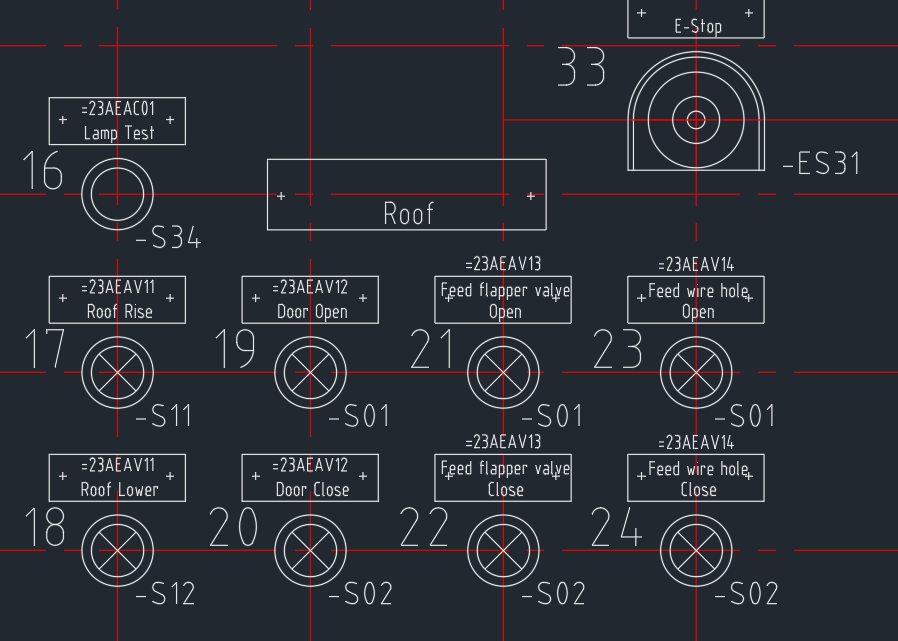 E-Stop
33
-ES31
=23AEAC01
Lamp Test
16
-S34
Roof
=23AEAV11
Roof Rise
17
-S11
=23AEAV12
Door Open
19
-S01
=23AEAV13
Feed flapper valve
Open
21
-S01
=23AEAV14
Feed wire hole
Open
23
-S01
=23AEAV11
Roof Lower
18
-S12
=23AEAV12
Door Close
20
-S02
=23AEAV13
Feed flapper valve
Close
22
-S02
=23AEAV14
Feed wire hole
Close
24
-S02